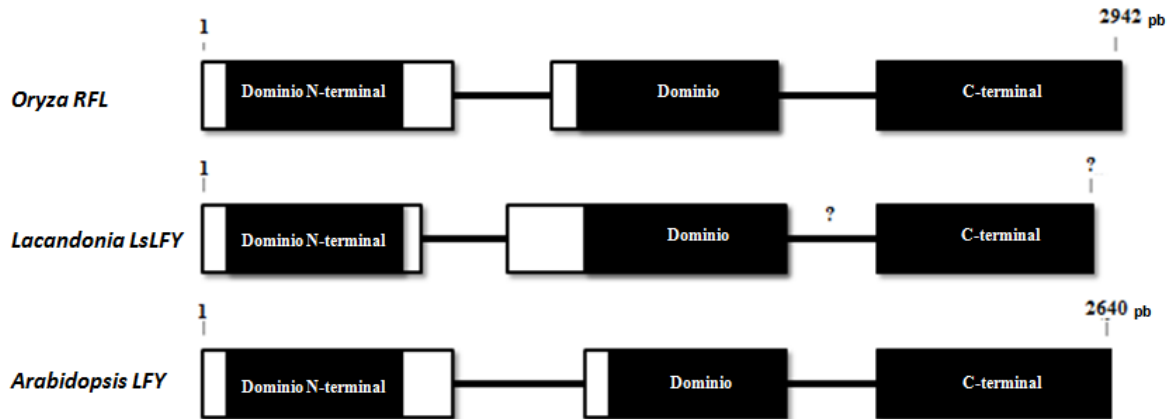 1
2942 pb
Oryza RFL
Dominio N-terminal
Dominio
C-terminal
1
?
?
Lacandonia LsLFY
Dominio N-terminal
Dominio
C-terminal
1
2640 pb
Arabidopsis LFY
Dominio N-terminal
Dominio
C-terminal